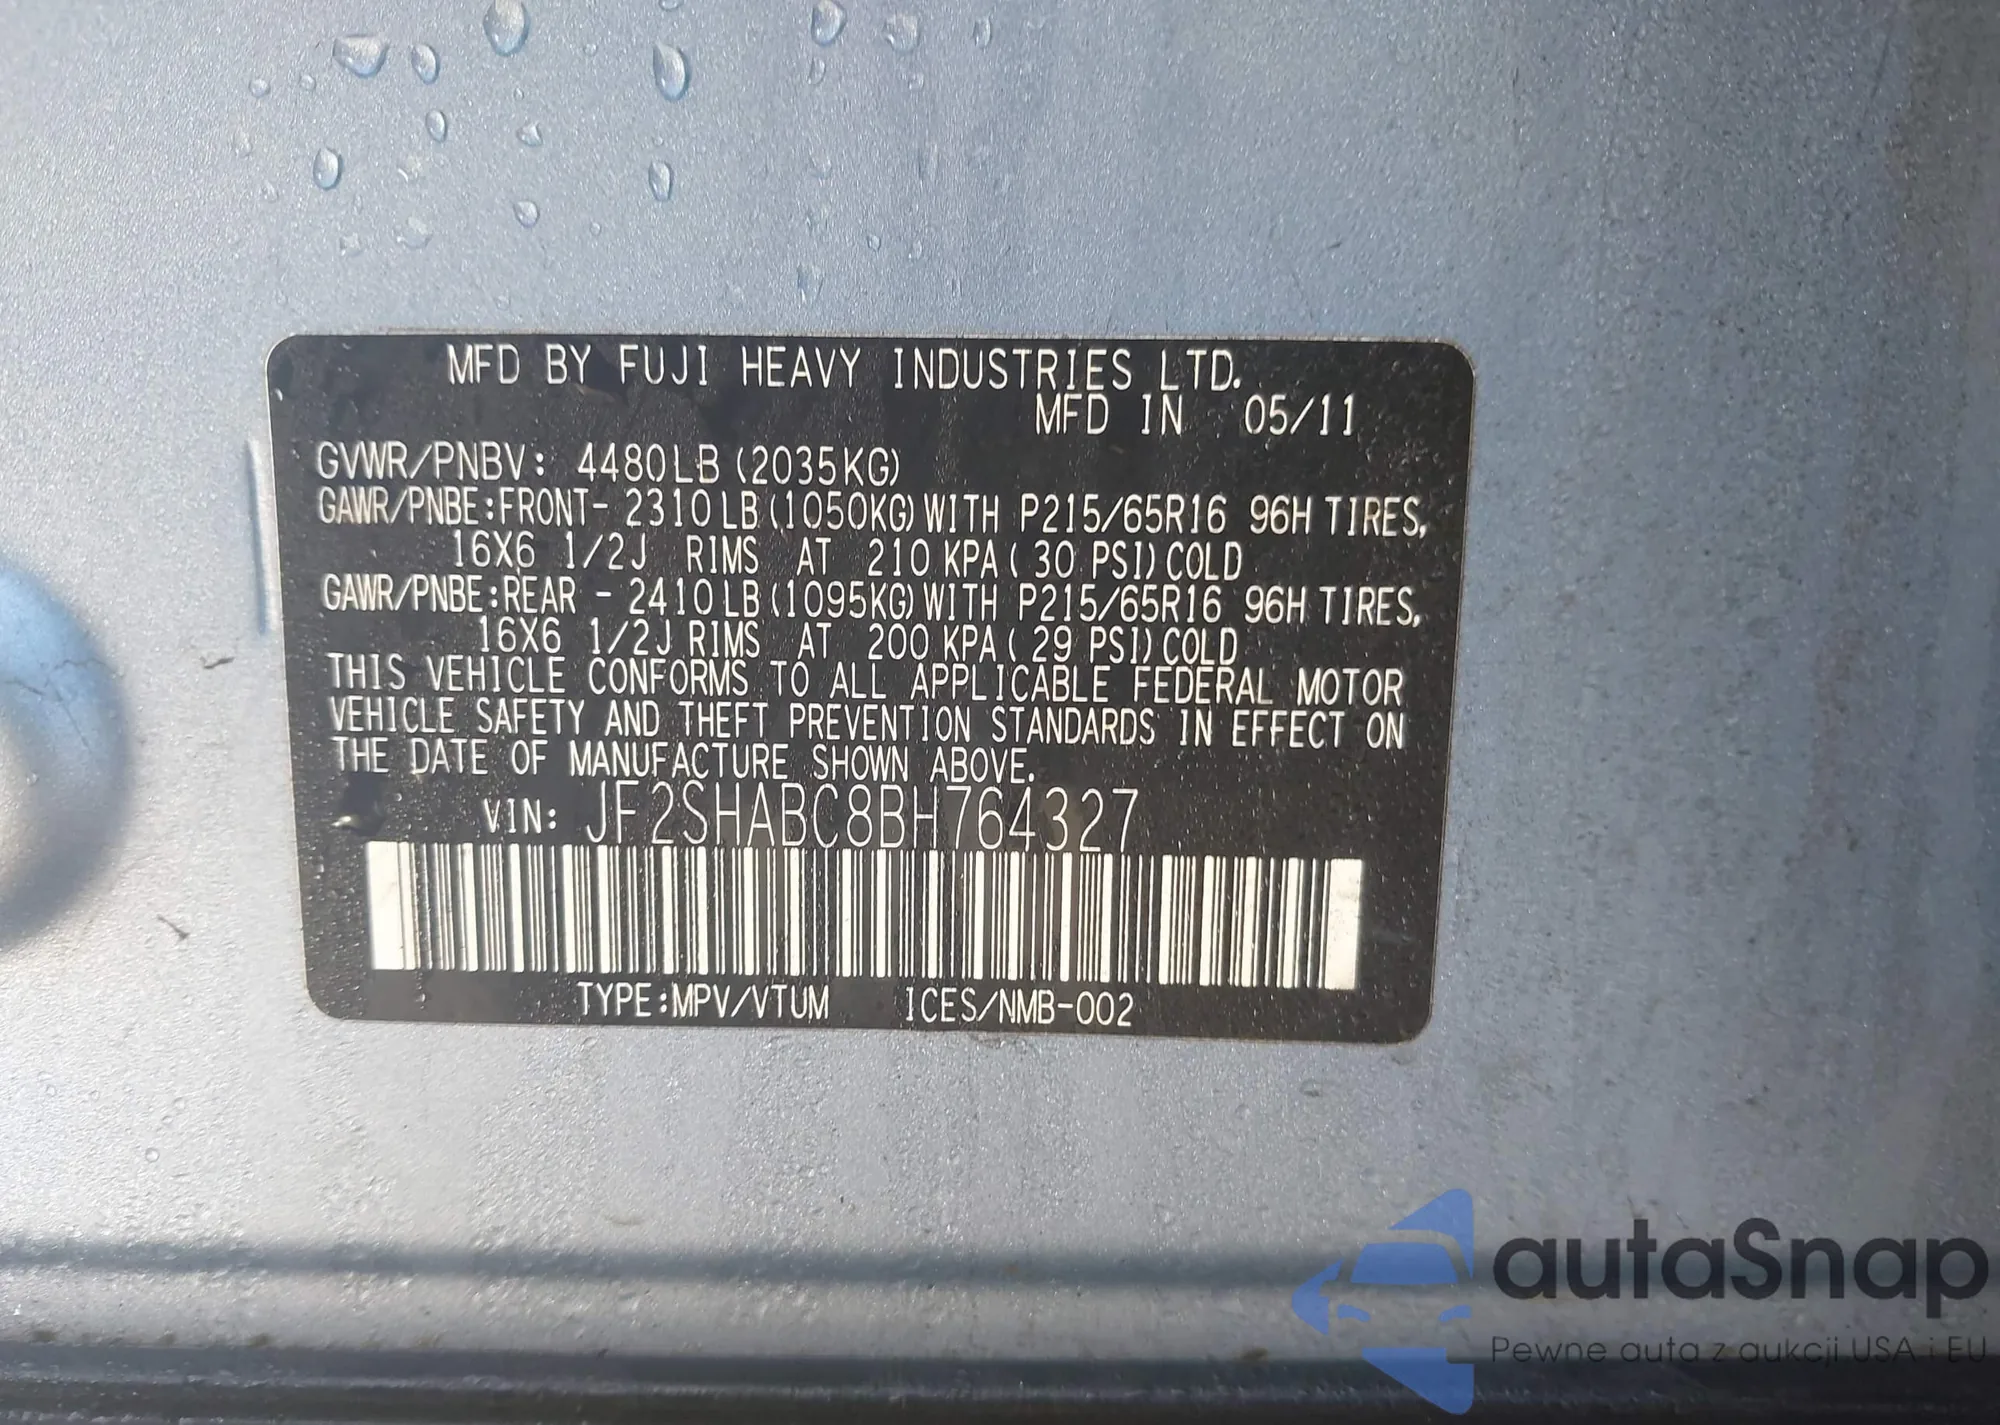 MFD BY FUJI HEAVY INDUSTRIES LTD.
MFD IN 05/11
GVWR/PNBV: 4480LB (2035KG)
GAWR/PNBE:FRONT- 2310LB (1050KG) WITH P215/65R16 96H TIRES,
16X6 1/2J RIMS AT 210 KPA ( 30 PSI) COLD
GAWR/PNBE:REAR - 2410LB (1095KG) WITH P215/65R16 96H TIRES,
16X6 1/2J RIMS AT 200 KPA ( 29 PSI) COLD
THIS VEHICLE CONFORMS TO ALL APPLICABLE FEDERAL MOTOR
VEHICLE SAFETY AND THEFT PREVENTION STANDARDS IN EFFECT ON
THE DATE OF MANUFACTURE SHOWN ABOVE.
VIN: JF2SHABC8BH764327
TYPE:MPV/VTUM ICES/NMB-002
autaSnap
Pewne auta z aukcji USA i EU